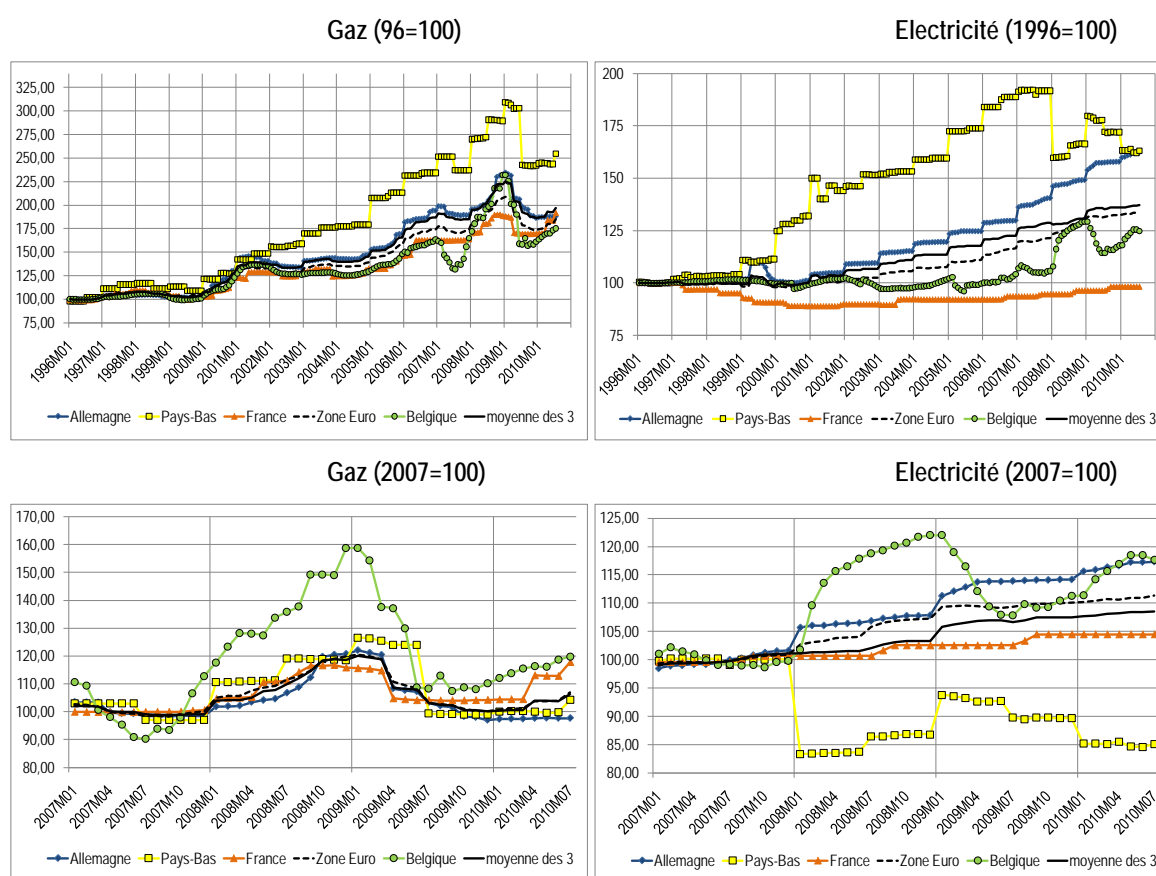 Gaz (96=100)
325,00
300,00
275,00
250,00
225,00
200,00
175,00
150,00
125,00
100,00
75,00
1996M01
1997M01
1998M01
1999M01
2000M01
2001M01
2002M01
2003M01
2004M01
2005M01
2006M01
2007M01
2008M01
2009M01
2010M01
Allemagne Pays-Bas France Zone Euro Belgique moyenne des 3
Electricité (1996=100)
200
175
150
125
100
75
1996M01
1997M01
1998M01
1999M01
2000M01
2001M01
2002M01
2003M01
2004M01
2005M01
2006M01
2007M01
2008M01
2009M01
2010M01
Allemagne Pays-Bas France Zone Euro Belgique moyenne des 3
Gaz (2007=100)
170,00
160,00
150,00
140,00
130,00
120,00
110,00
100,00
90,00
80,00
2007M01
2007M04
2007M07
2007M10
2008M01
2008M04
2008M07
2008M10
2009M01
2009M04
2009M07
2009M10
2010M01
2010M04
2010M07
Allemagne Pays-Bas France Zone Euro Belgique moyenne des 3
Electricité (2007=100)
125,00
120,00
115,00
110,00
105,00
100,00
95,00
90,00
85,00
80,00
2007M01
2007M04
2007M07
2007M10
2008M01
2008M04
2008M07
2008M10
2009M01
2009M04
2009M07
2009M10
2010M01
2010M04
2010M07
Allemagne Pays-Bas France Zone Euro Belgique moyenne des 3